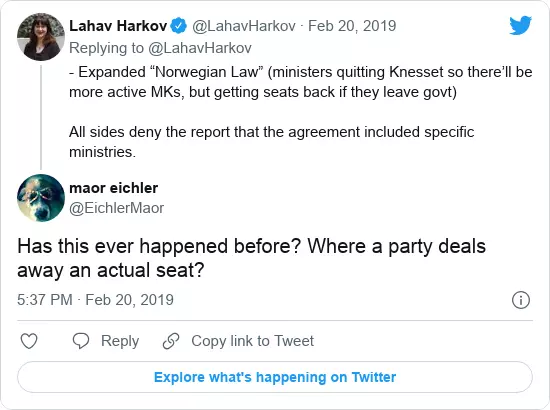 Lahav Harkov @LahavHarkov · Feb 20, 2019
Replying to @LahavHarkov
- Expanded “Norwegian Law” (ministers quitting Knesset so there’ll be
more active MKs, but getting seats back if they leave govt)
All sides deny the report that the agreement included specific
ministries.
maor eichler
@EichlerMaor
Has this ever happened before? Where a party deals
away an actual seat?
5:37 PM · Feb 20, 2019
Reply Copy link to Tweet
Explore what's happening on Twitter